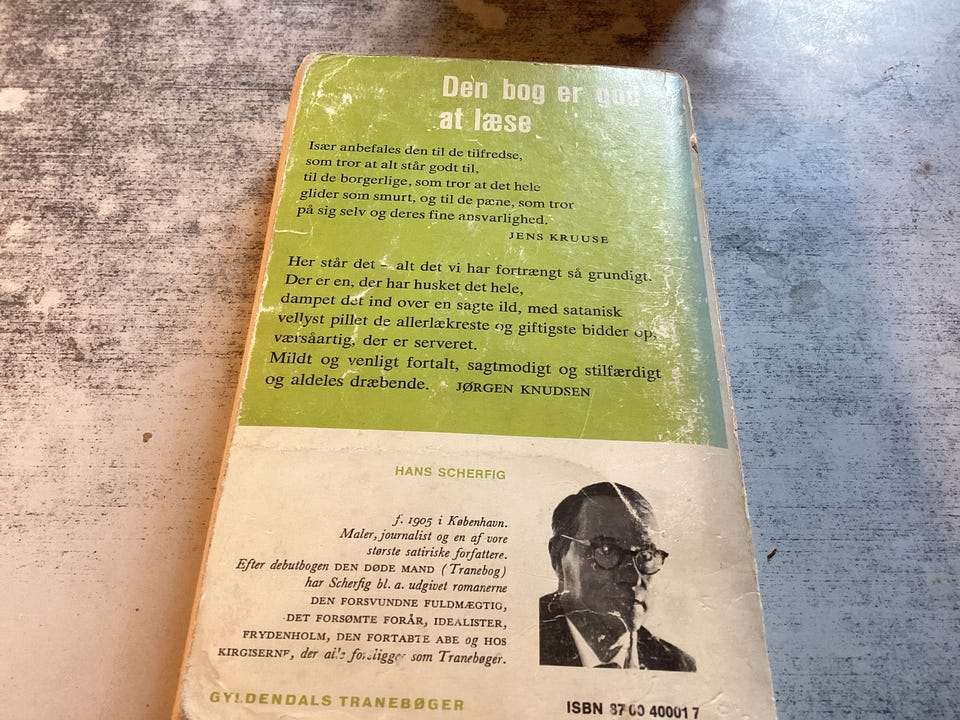 Den bog er god
at læse
Især anbefales den til de tilfredse,
som tror at alt står godt til,
til de borgerlige, som tror at det hele
glider som smurt, og til de pæne, som tror
på sig selv og deres fine ansvarlighed.
JENS KRUUSE
Her står det – alt det vi har fortrængt så grundigt.
Der er en, der har husket det hele,
dampet det ind over en sagte ild, med satanisk
vellyst pillet de allerlækreste og giftigste bidder op,
værsåartig, der er serveret.
Mildt og venligt fortalt, sagtmodigt og stilfærdigt
og aldeles dræbende. JØRGEN KNUDSEN
HANS SCHERFIG
f. 1905 i København.
Maler, journalist og en af vore
største satiriske forfattere.
Efter debutbogen DEN DØDE MAND (Tranebog)
har Scherfig bl. a. udgivet romanerne
DEN FORSVUNDNE FULDMÆGTIG,
DET FORSØMTE FORÅR, IDEALISTER,
FRYDENHOLM, DEN FORTABTE ABE og HOS
KIRGISERNE, der alle foreligger som Tranebøger.
GYLDENDALS TRANEBØGER
ISBN 87 00 40001 7